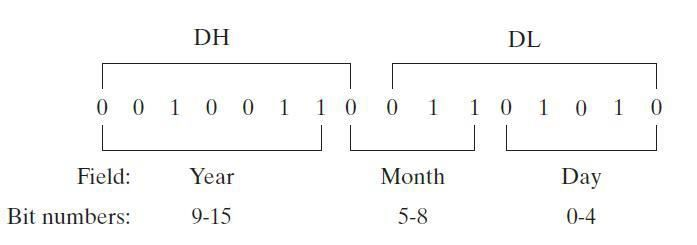 DH DL
0 0 1 0 0 1 1 0 0 1 1 0 1 0 1 0
Field: Year Month Day
Bit numbers: 9-15 5-8 0-4